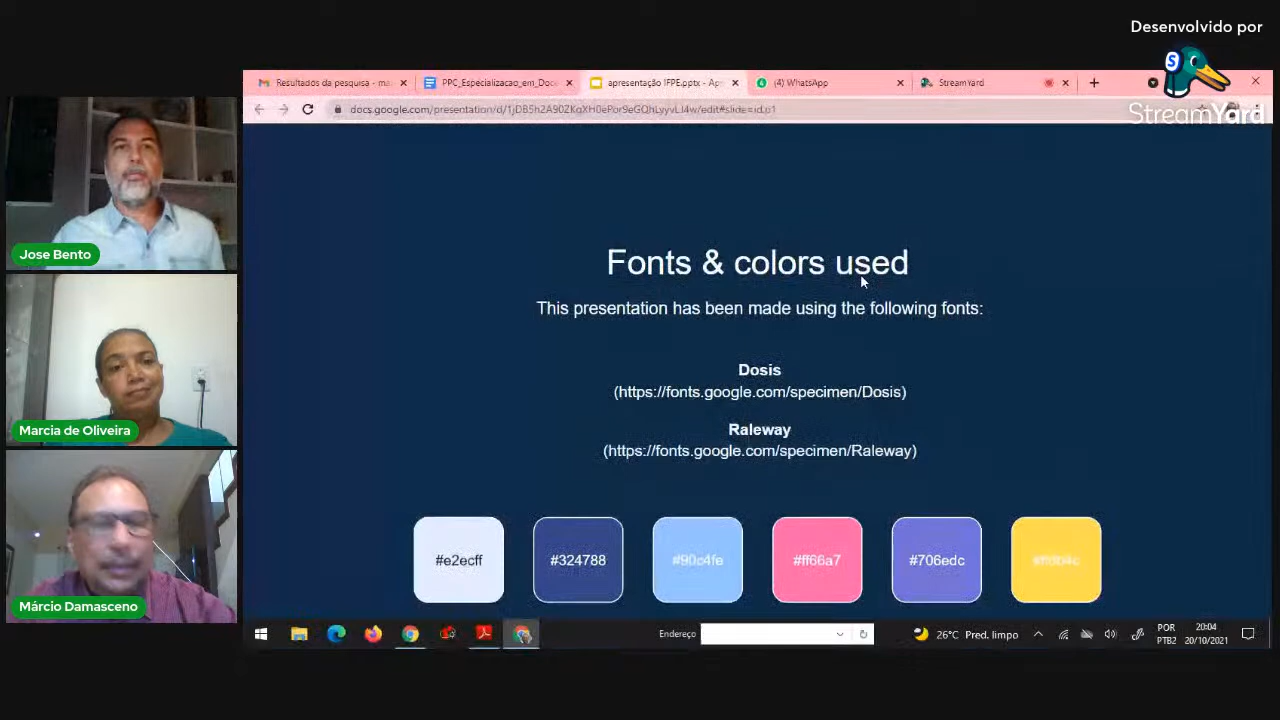 Desenvolvido por
StreamYard
Resultados da pesquisa - ma
PPC_Especializacao_em_Doce
apresentação IFPE.pptx - Ap
(4) WhatsApp
StreamYard
Jose Bento
Marcia de Oliveira
Márcio Damasceno
Fonts & colors used
This presentation has been made using the following fonts:
Dosis
(https://fonts.google.com/specimen/Dosis)
Raleway
(https://fonts.google.com/specimen/Raleway)
#e2ecff
#324788
#90c4fe
#ff66a7
#706edc
Endereço
26°C Pred. limpo
POR
PTB2
20:04
20/10/2021